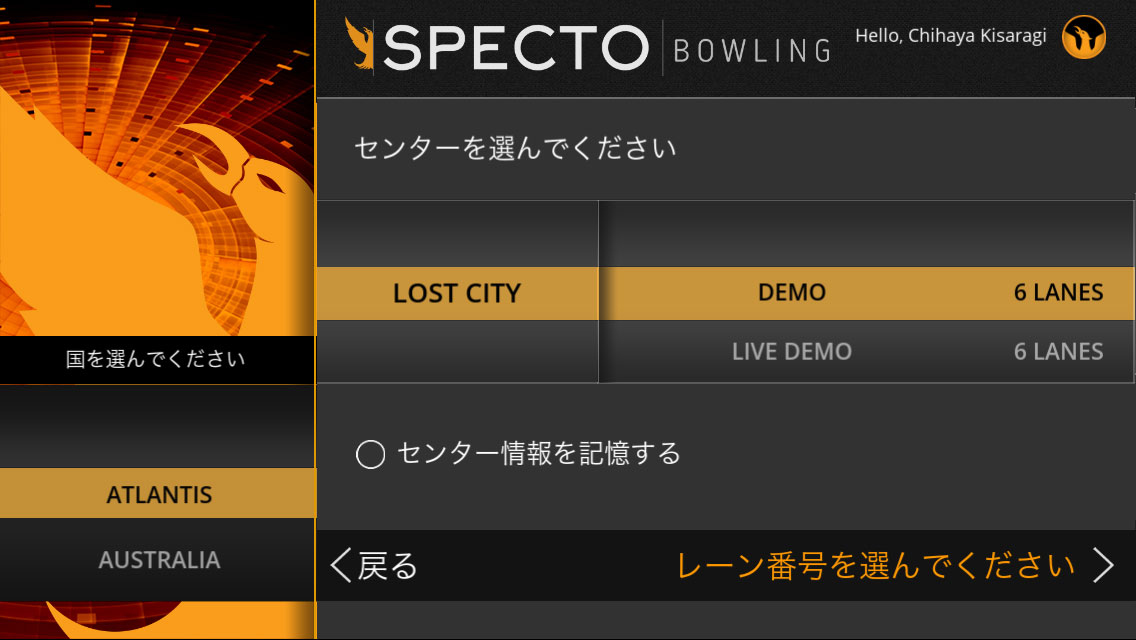 SPECTO BOWLING
Hello, Chihaya Kisaragi
センターを選んでください
LOST CITY
DEMO 6 LANES
LIVE DEMO 6 LANES
国を選んでください
ATLANTIS
AUSTRALIA
センター情報を記憶する
戻る
レーン番号を選んでください